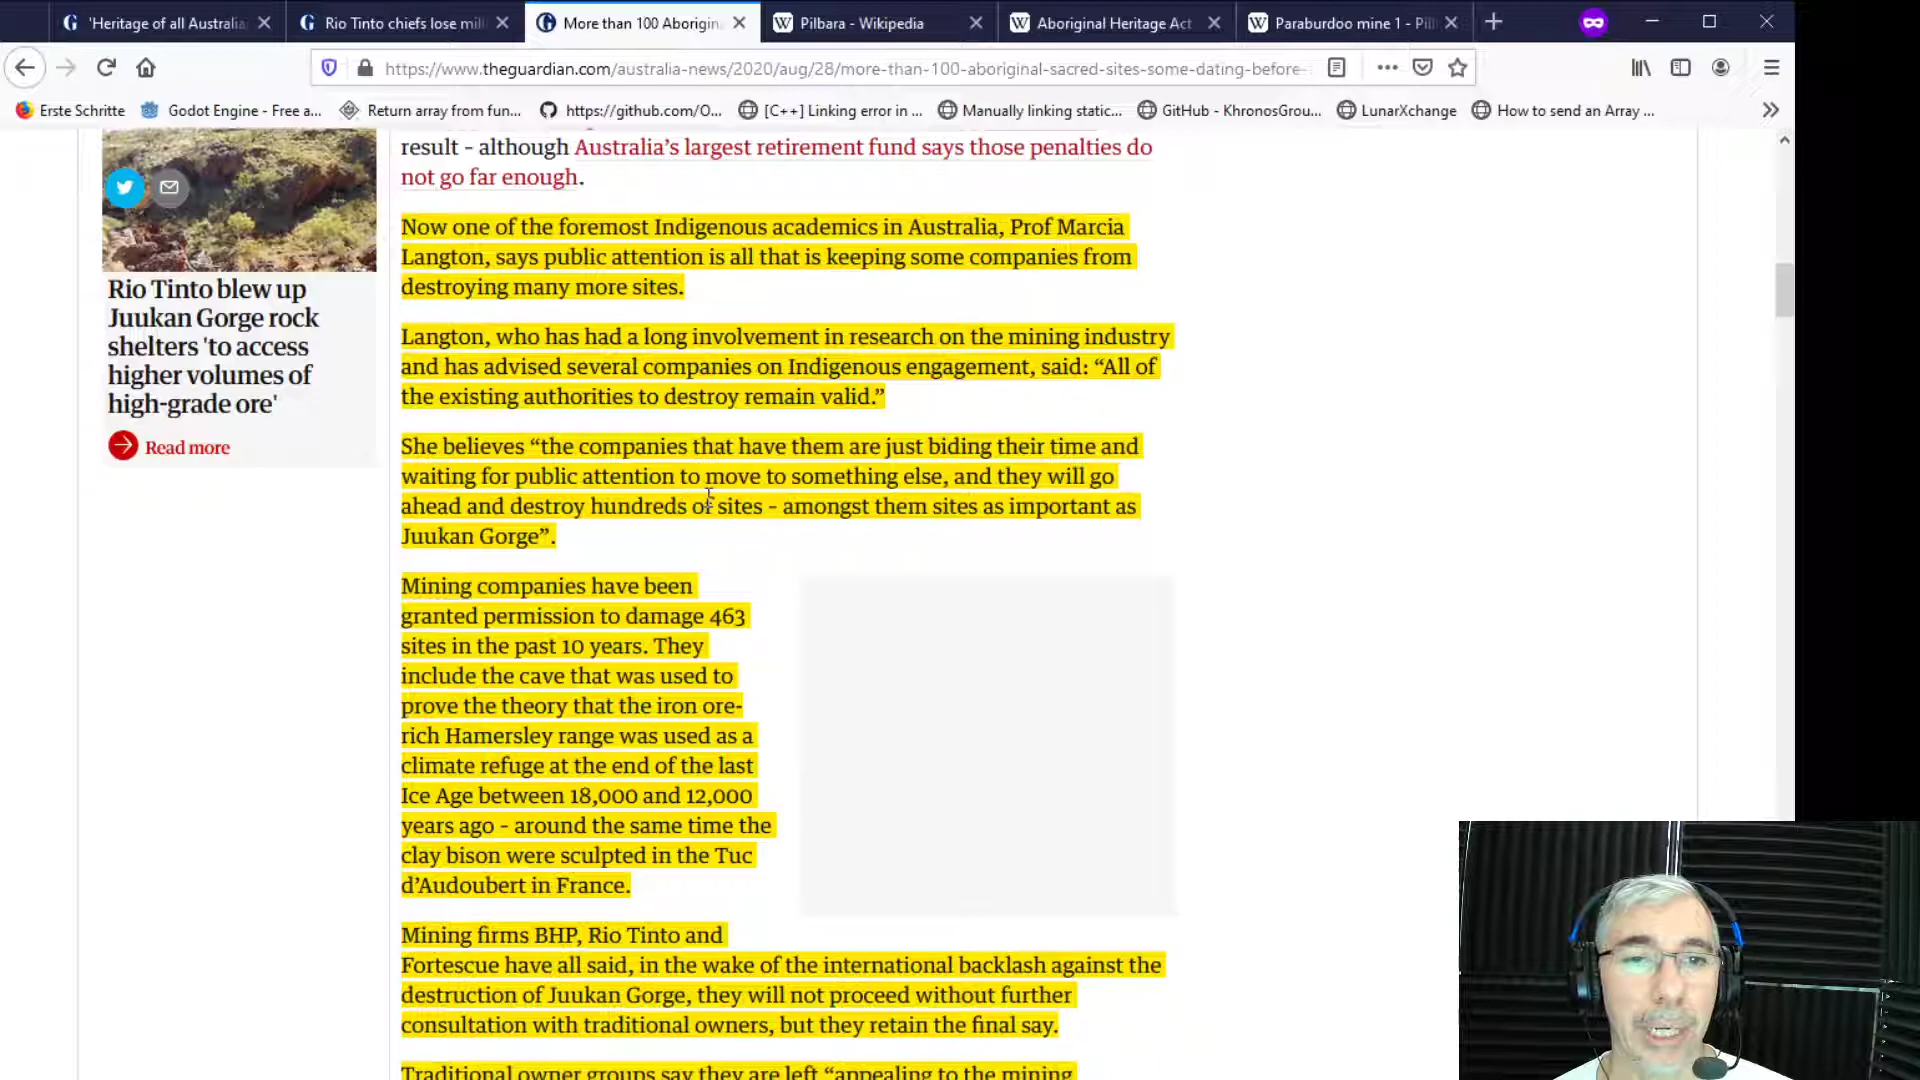 'Heritage of all Australia
Rio Tinto chiefs lose mill
More than 100 Aborigin
Pilbara - Wikipedia
Aboriginal Heritage Act
Paraburdoo mine 1 - Pil
https://www.theguardian.com/australia-news/2020/aug/28/more-than-100-aboriginal-sacred-sites-some-dating-before-
Erste Schritte
Godot Engine - Free a...
Return array from fun...
https://github.com/O...
[C++] Linking error in ...
Manually linking static...
GitHub - KhronosGrou...
LunarXchange
How to send an Array ...
Rio Tinto blew up
Juukan Gorge rock
shelters 'to access
higher volumes of
high-grade ore'
Read more
result – although Australia's largest retirement fund says those penalties do
not go far enough.
Now one of the foremost Indigenous academics in Australia, Prof Marcia
Langton, says public attention is all that is keeping some companies from
destroying many more sites.
Langton, who has had a long involvement in research on the mining industry
and has advised several companies on Indigenous engagement, said: “All of
the existing authorities to destroy remain valid.”
She believes “the companies that have them are just biding their time and
waiting for public attention to move to something else, and they will go
ahead and destroy hundreds of sites – amongst them sites as important as
Juukan Gorge”.
Mining companies have been
granted permission to damage 463
sites in the past 10 years. They
include the cave that was used to
prove the theory that the iron ore-
rich Hamersley range was used as a
climate refuge at the end of the last
Ice Age between 18,000 and 12,000
years ago – around the same time the
clay bison were sculpted in the Tuc
d’Audoubert in France.
Mining firms BHP, Rio Tinto and
Fortescue have all said, in the wake of the international backlash against the
destruction of Juukan Gorge, they will not proceed without further
consultation with traditional owners, but they retain the final say.
Traditional owner groups say they are left “appealing to the mining